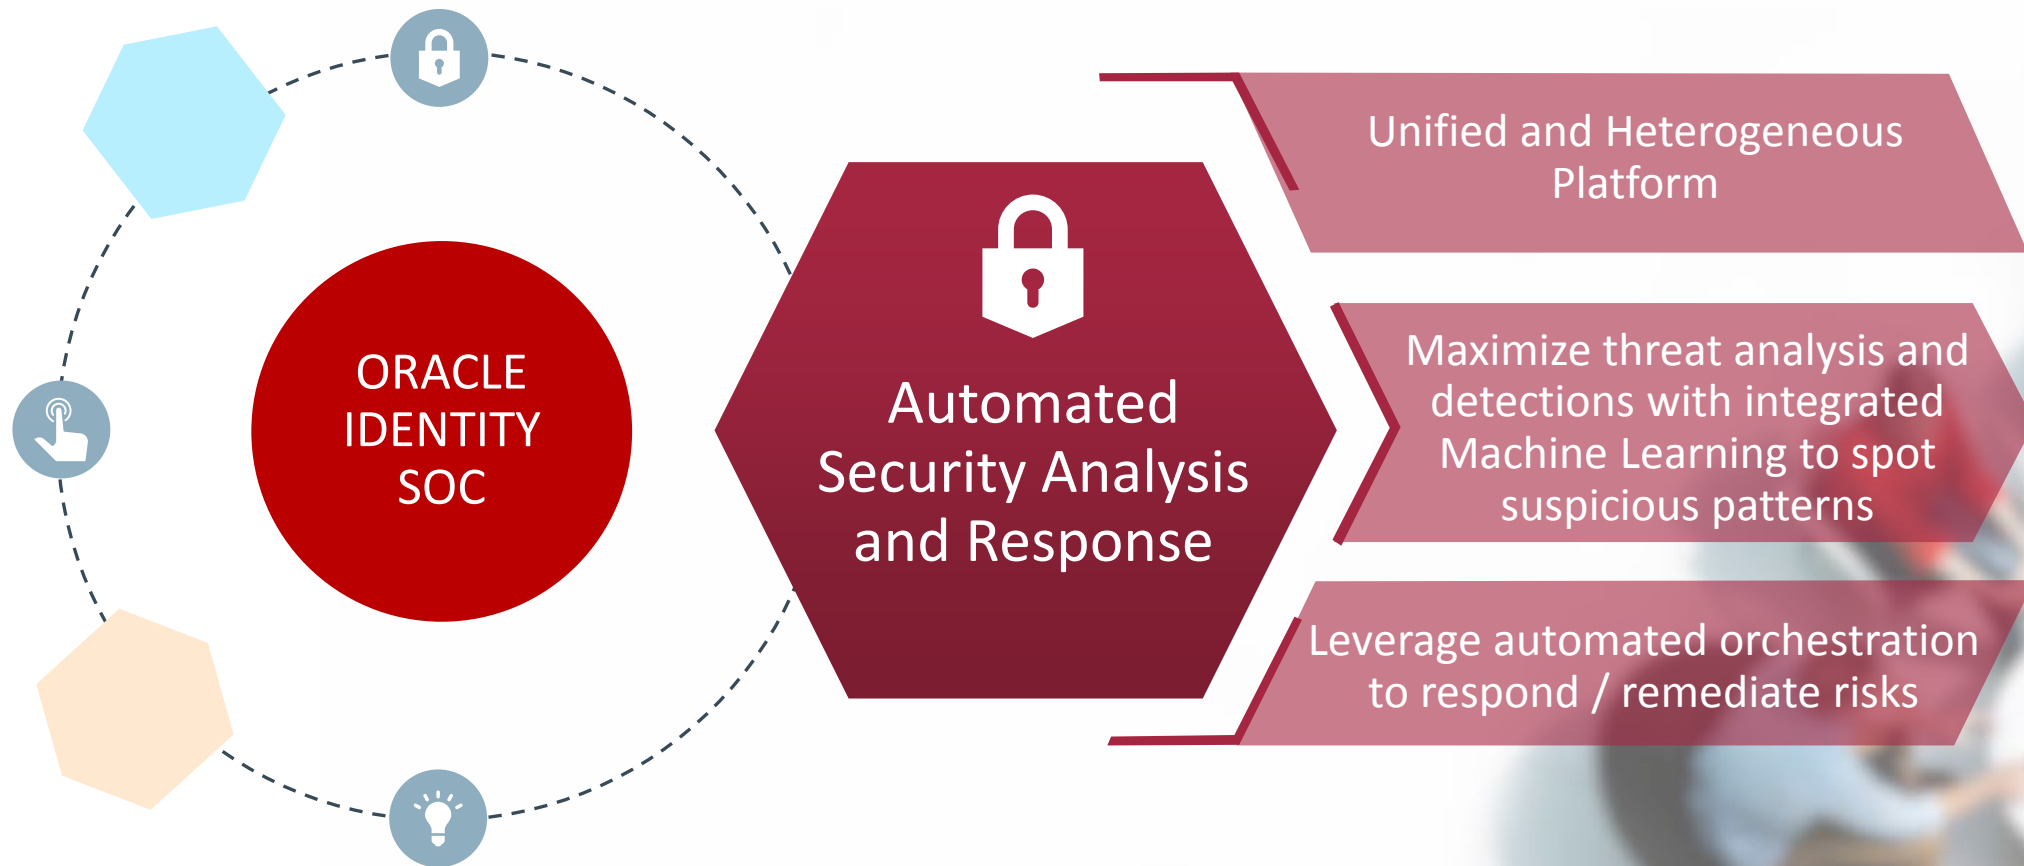 ORACLE
IDENTITY
SOC
Automated
Security Analysis
and Response
Unified and Heterogeneous
Platform
Maximize threat analysis and
detections with integrated
Machine Learning to spot
suspicious patterns
Leverage automated orchestration
to respond / remediate risks